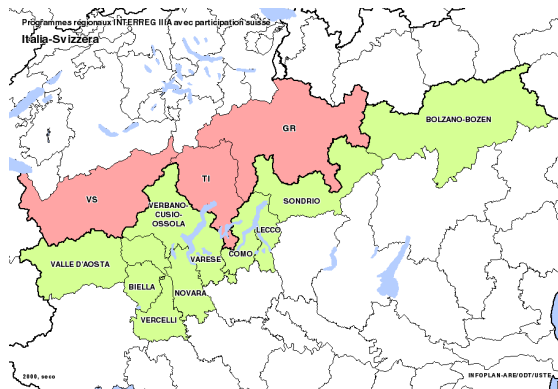 Programmes régionaux INTERREG IIIA avec participation suisse
Italia-Svizzera
GR
BOLZANO-BOZEN
TI
VS
VERBANO-
CUSIO-
OSSOLA
SONDRIO
LECCO
COMO
VARESE
VALLE D'AOSTA
BIELLA
NOVARA
VERCELLI
2000, seco
INFOPLAN-ARE/ODT/USTE